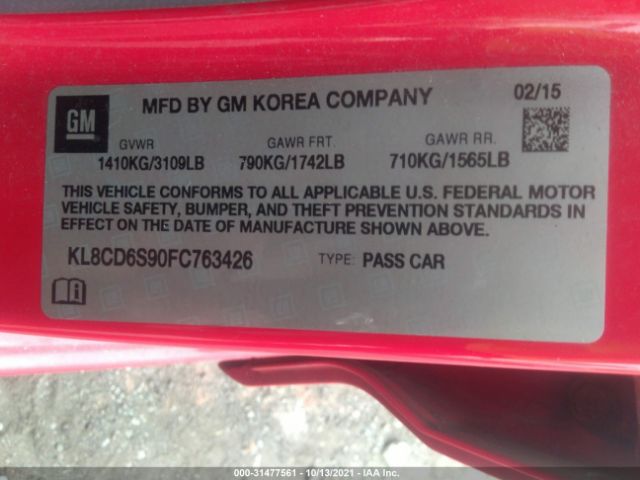 GM
MFD BY GM KOREA COMPANY
02/15
GVWR
GAWR FRT.
GAWR RR.
1410KG/3109LB
790KG/1742LB
710KG/1565LB
THIS VEHICLE CONFORMS TO ALL APPLICABLE U.S. FEDERAL MOTOR
VEHICLE SAFETY, BUMPER, AND THEFT PREVENTION STANDARDS IN
EFFECT ON THE DATE OF MANUFACTURE SHOWN ABOVE.
KL8CD6S90FC763426
TYPE: PASS CAR
000-31477561 | 10/13/2021 | IAA Inc.